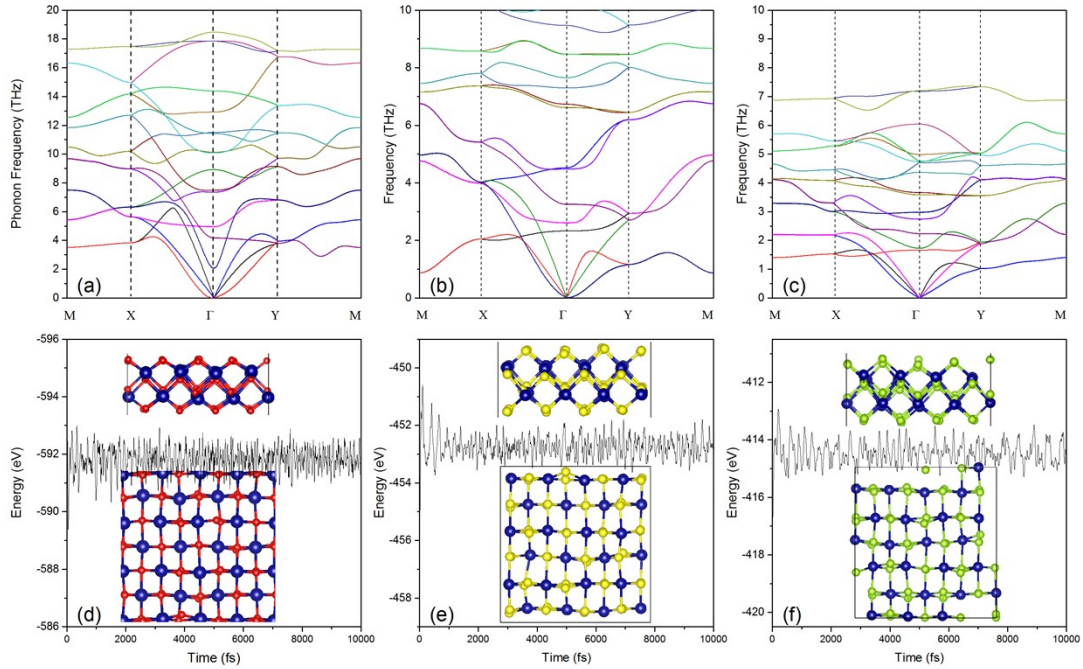 20
18
16
14
12
10
8
6
4
2
0
Phonon Frequency (THz)
(a)
M X Γ Y M
10
9
8
7
6
5
4
3
2
1
0
Frequency (THz)
(b)
M X Γ Y M
7
6
5
4
3
2
1
0
Frequency (THz)
(c)
M X Γ Y M
-596
-594
-592
-590
-588
-586
Energy (eV)
(d)
0 2000 4000 6000 8000 10000
Time (fs)
-450
-452
-454
-456
-458
Energy (eV)
(e)
0 2000 4000 6000 8000 10000
Time (fs)
-412
-414
-416
-418
-420
Energy (eV)
(f)
0 2000 4000 6000 8000 10000
Time (fs)